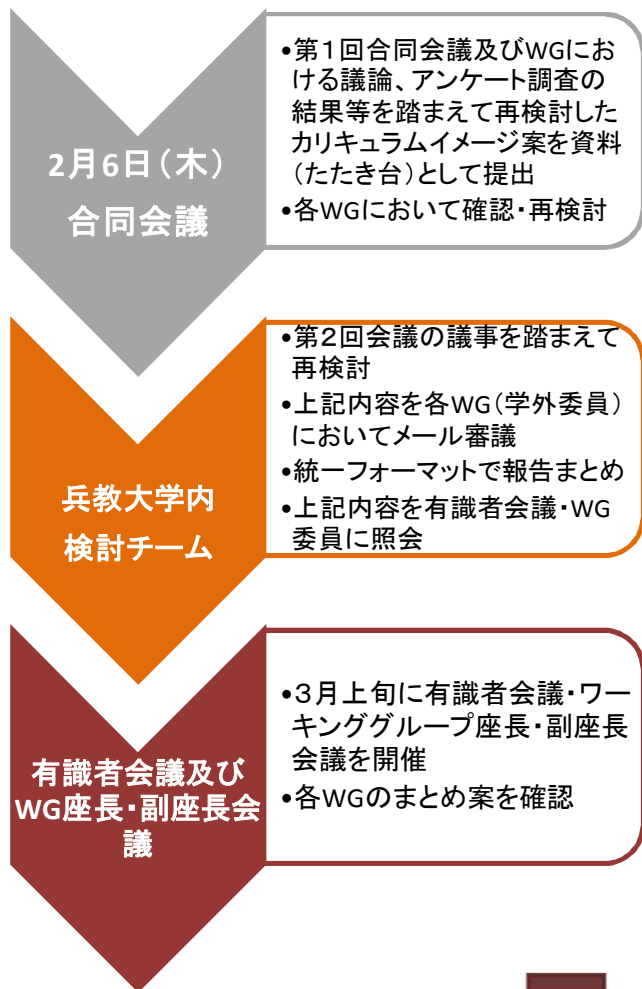 2月6日（木）
合同会議
•第1回合同会議及びWGにお
ける議論、アンケート調査の
結果等を踏まえて再検討した
カリキュラムイメージ案を資料
（たたき台）として提出
•各WGにおいて確認・再検討
兵教大学内
検討チーム
•第2回会議の議事を踏まえて
再検討
•上記内容を各WG（学外委員）
においてメール審議
•統一フォーマットで報告まとめ
•上記内容を有識者会議・WG
委員に照会
有識者会議及び
WG座長・副座長会
議
•3月上旬に有識者会議・ワー
キンググループ座長・副座長
会議を開催
•各WGのまとめ案を確認